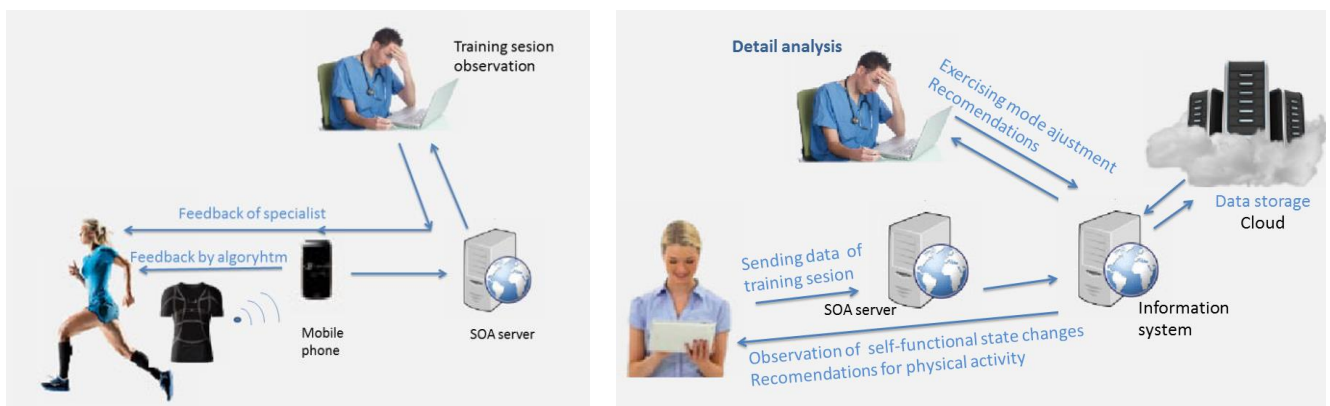 Training sesion
observation
Feedback of specialist
Feedback by algoryhtm
Mobile
phone
SOA server
Detail analysis
Exercising mode ajustment
Recomendations
Data storage
Cloud
Sending data of
training sesion
SOA server
Information
system
Observation of self-functional state changes
Recomendations for physical activity